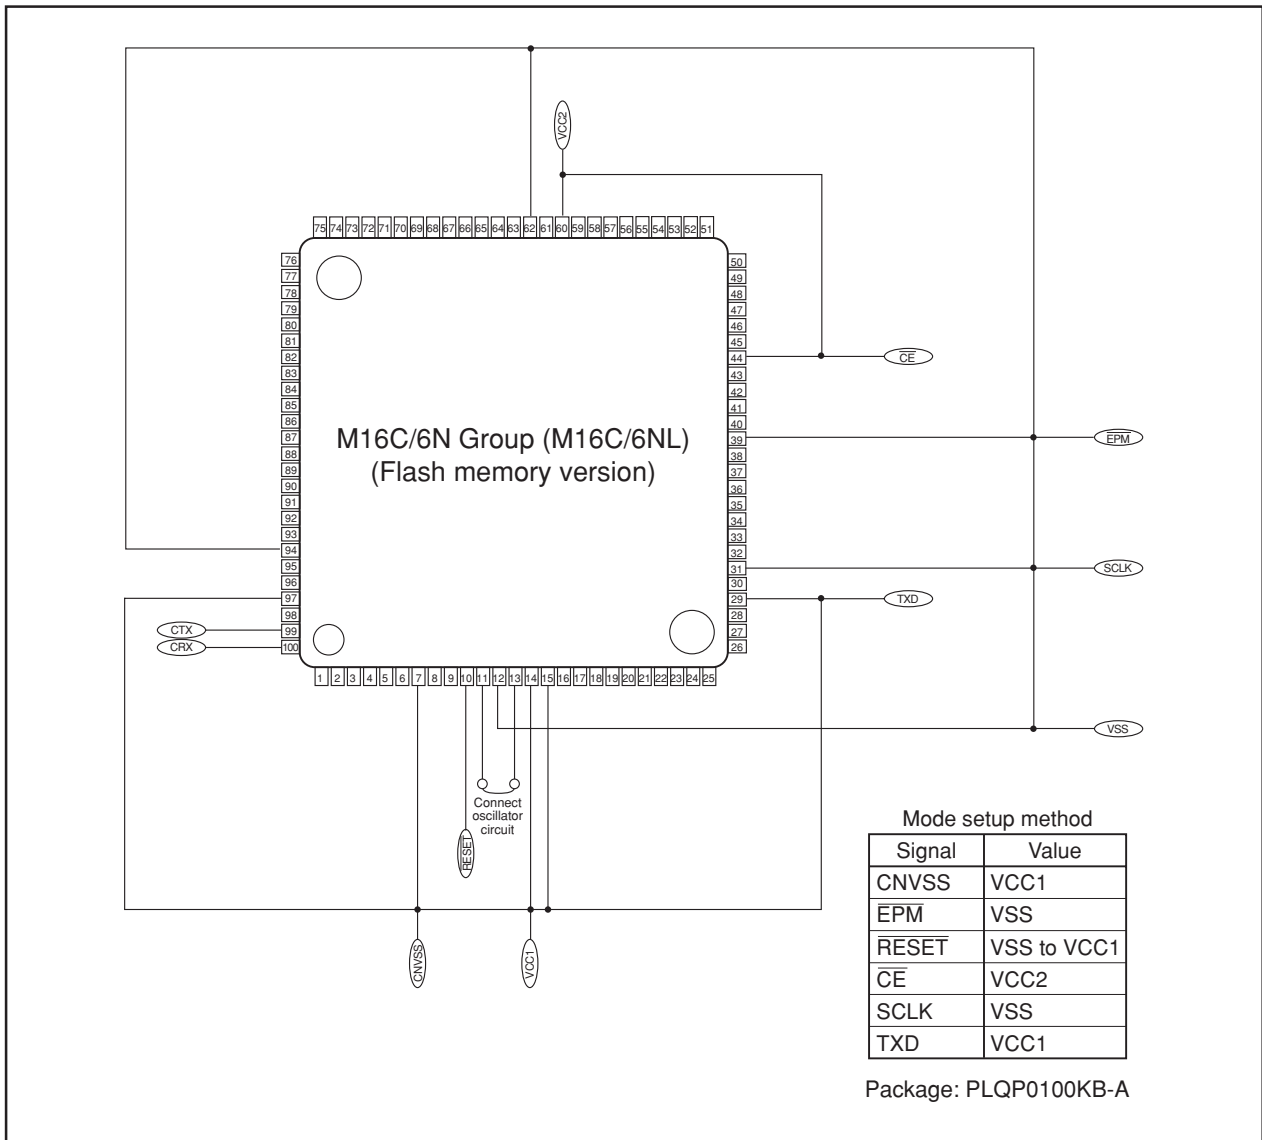 VCC2
75 74 73 72 71 70 69 68 67 66 65 64 63 62 61 60 59 58 57 56 55 54 53 52 51
76
77
78
79
80
81
82
83
84
85
86
87
88
89
90
91
92
93
94
95
96
97
98
99
100
CTX
CRX
M16C/6N Group (M16C/6NL)
(Flash memory version)
50
49
48
47
46
45
44
43
42
41
40
39
38
37
36
35
34
33
32
31
30
29
28
27
26
CE
EPM
SCLK
TXD
VSS
1 2 3 4 5 6 7 8 9 10 11 12 13 14 15 16 17 18 19 20 21 22 23 24 25
Connect
oscillator
circuit
RESET
CNVSS
VCC1
Mode setup method
Signal Value
CNVSS VCC1
EPM VSS
RESET VSS to VCC1
CE VCC2
SCLK VSS
TXD VCC1
Package: PLQP0100KB-A